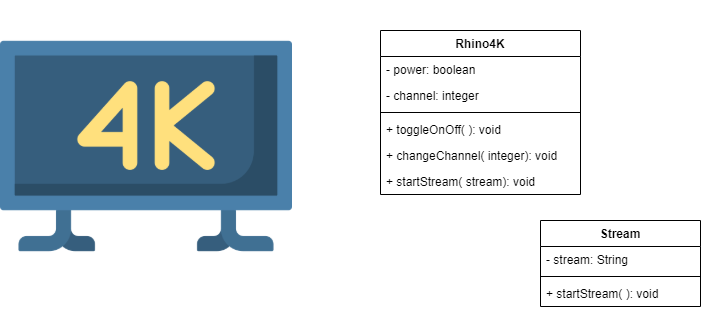 4K
Rhino4K
- power: boolean
- channel: integer
+ toggleOnOff( ): void
+ changeChannel( integer): void
+ startStream( stream): void
Stream
- stream: String
+ startStream( ): void